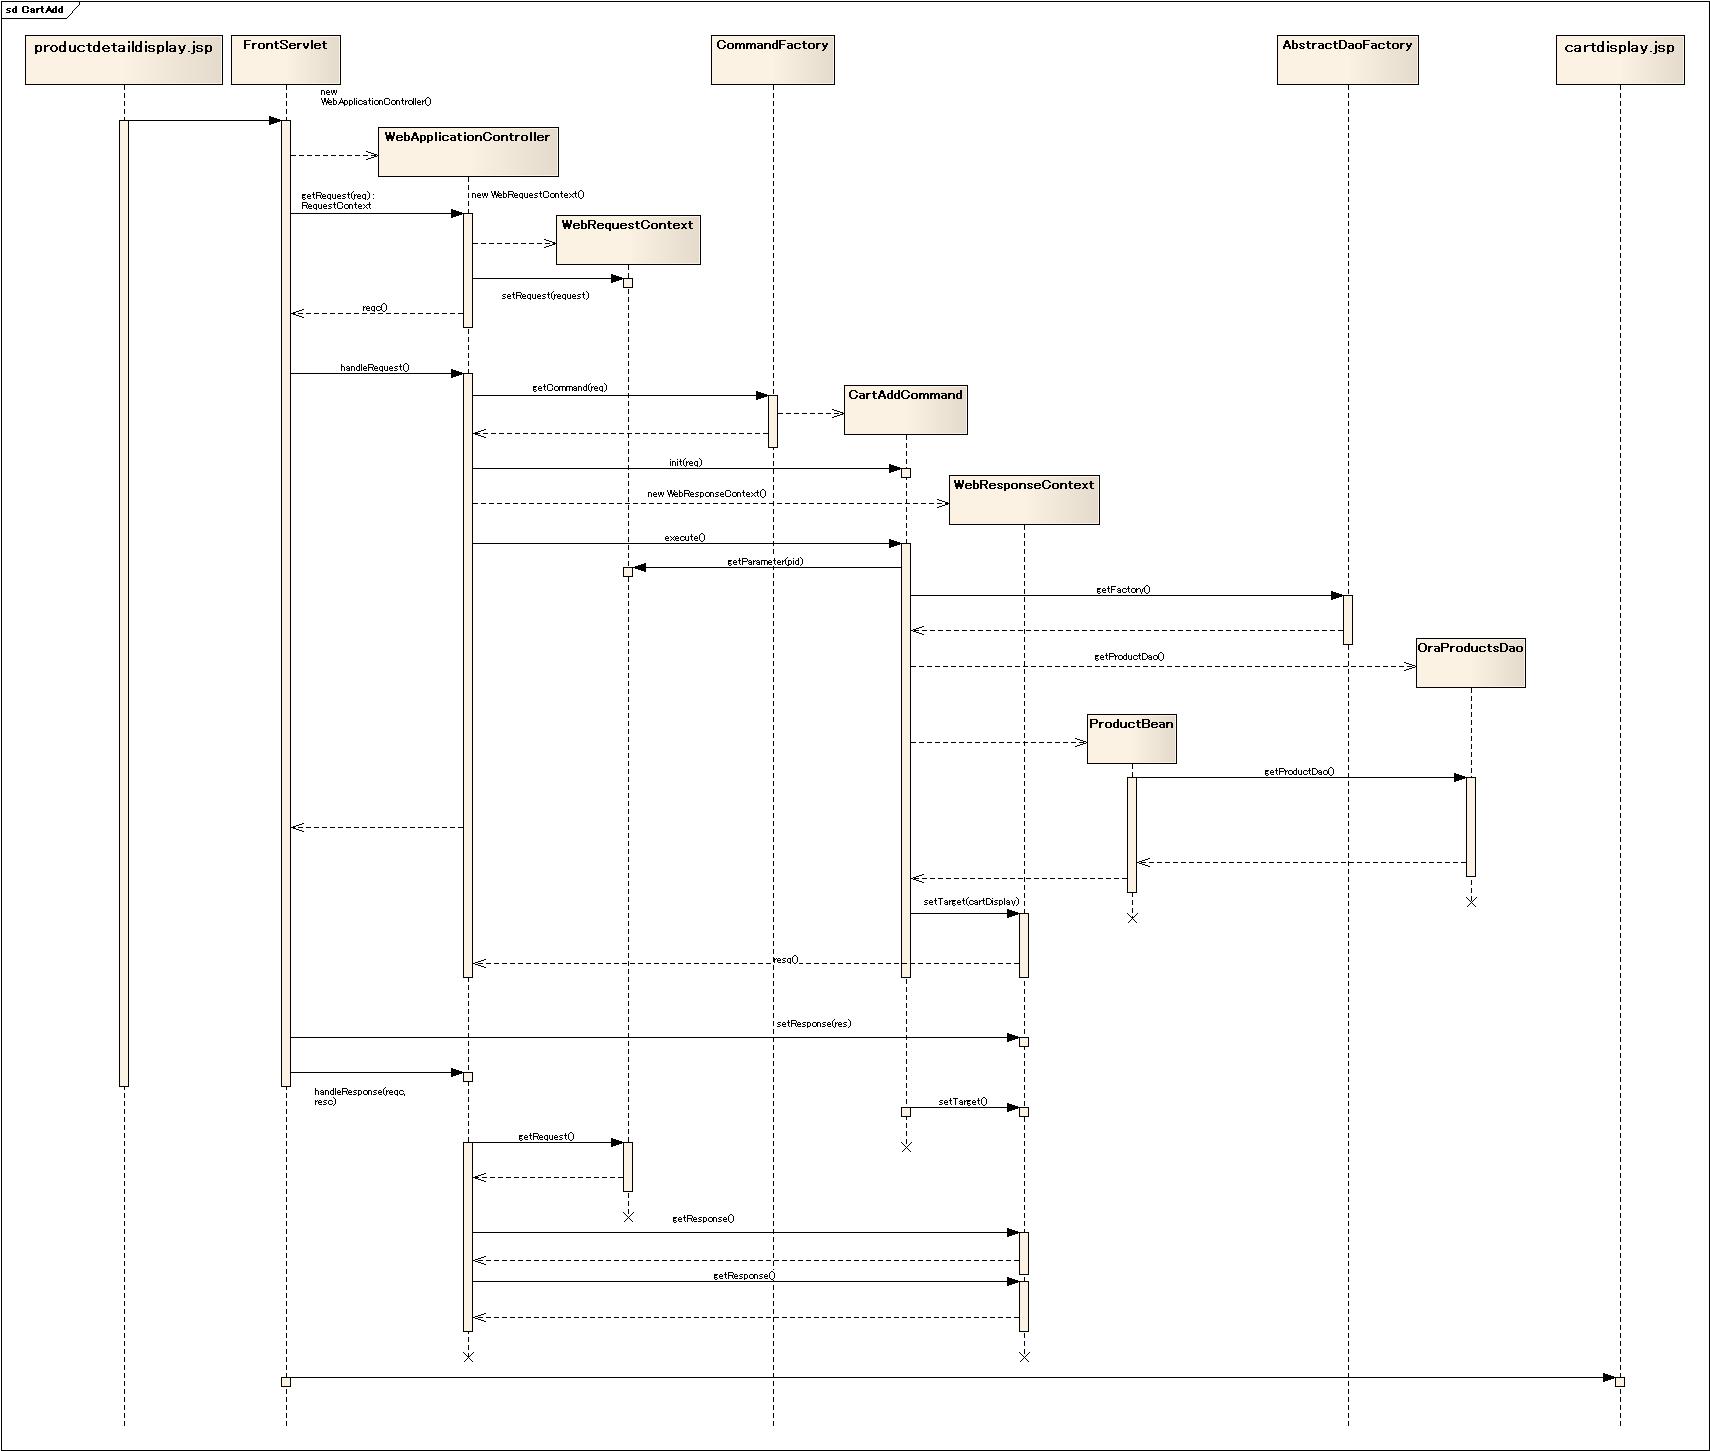 sd CartAdd
productdetaildisplay.jsp
FrontServlet
CommandFactory
AbstractDaoFactory
cartdisplay.jsp
new
WebApplicationController()
WebApplicationController
getRequest(req) :
RequestContext
new WebRequestContext()
WebRequestContext
setRequest(request)
reqc()
handleRequest()
getCommand(req)
CartAddCommand
init(req)
WebResponseContext
new WebResponseContext()
execute()
getParameter(pid)
getFactory()
OraProductsDao
getProductDao()
ProductBean
getProductDao()
setTarget(cartDisplay)
resq()
setResponse(res)
handleResponse(reqc,
resc)
setTarget()
getRequest()
getResponse()
getResponse()